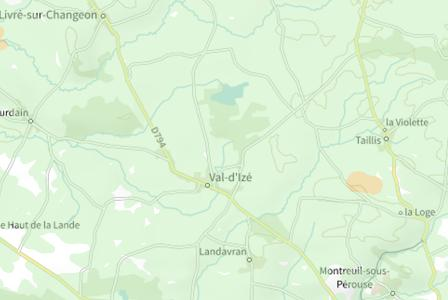 Livré-sur-Changeon
urdain
la Violette
Taillis
D794
Val-d'Izé
la Loge
e Haut de la Lande
Landavran
Montreuil-sous-
Pérouse